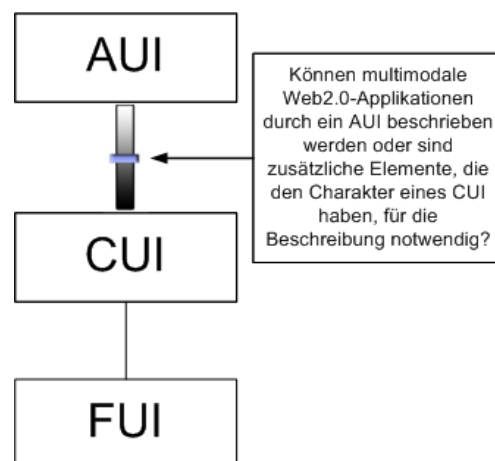 AUI
Können multimodale
Web2.0-Applikationen
durch ein AUI beschrieben
werden oder sind
zusätzliche Elemente, die
den Charakter eines CUI
haben, für die
Beschreibung notwendig?
CUI
FUI